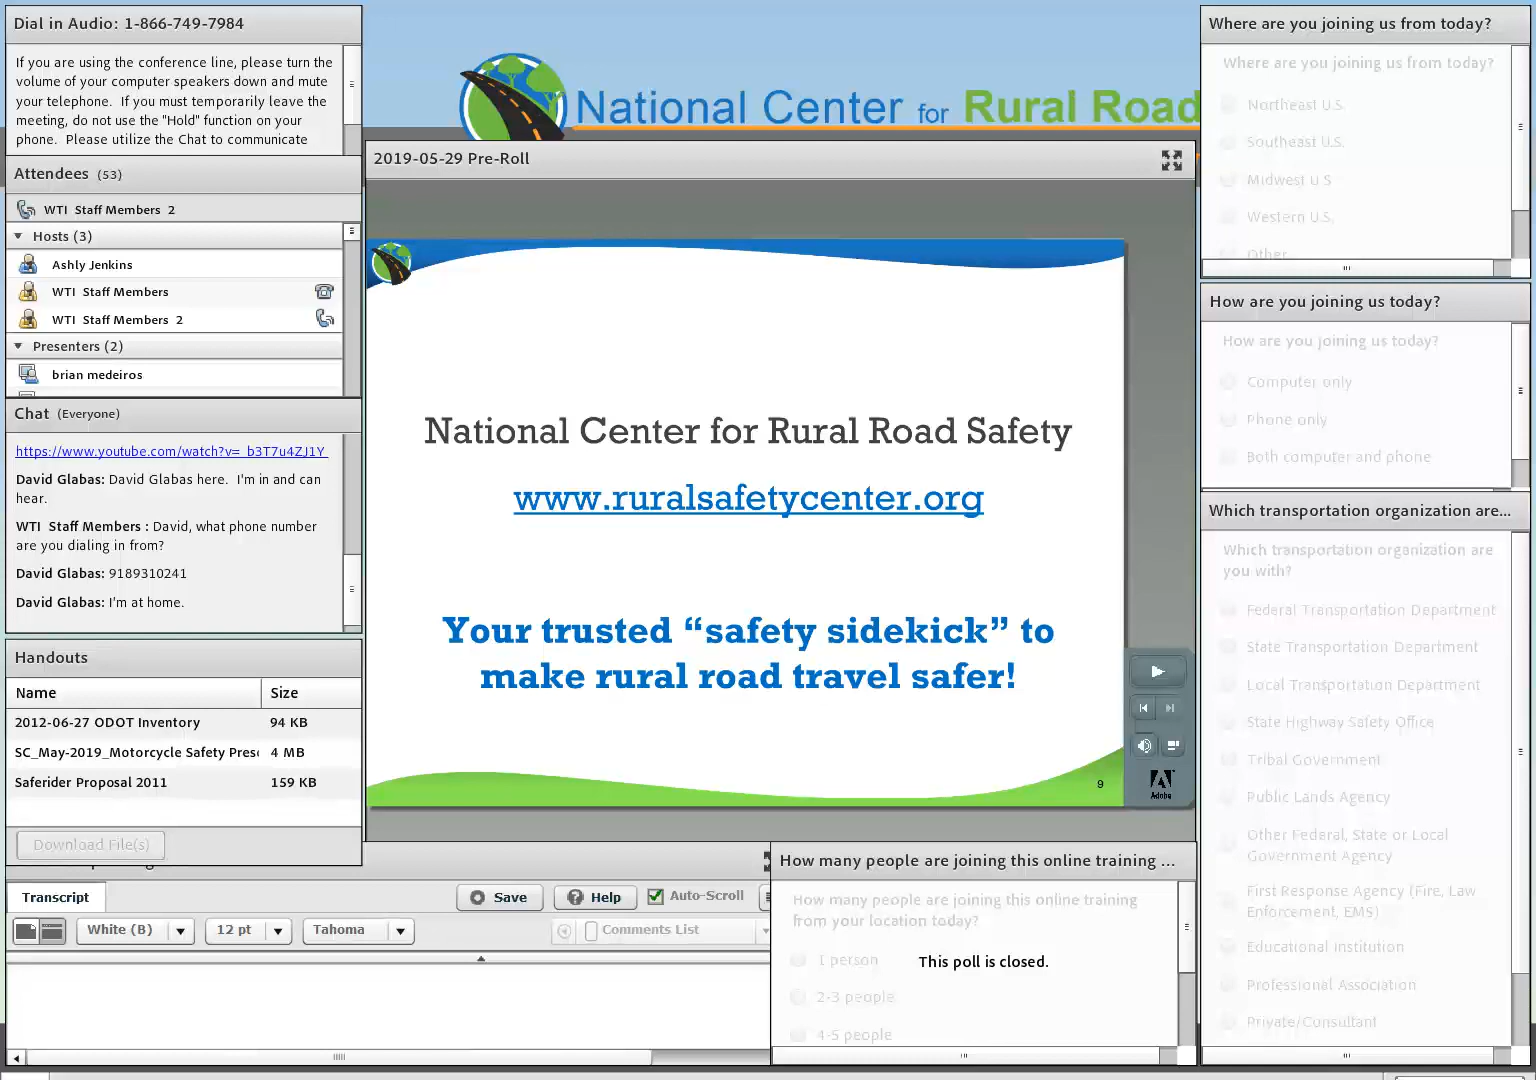 Dial in Audio: 1-866-749-7984
If you are using the conference line, please turn the
volume of your computer speakers down and mute
your telephone.  If you must temporarily leave the
meeting, do not use the "Hold" function on your
phone.  Please utilize the Chat to communicate
Attendees (53)
WTI  Staff Members  2
Hosts (3)
Ashly Jenkins
WTI  Staff Members
WTI  Staff Members  2
Presenters (2)
brian medeiros
Chat (Everyone)
https://www.youtube.com/watch?v=_b3T7u4ZJ1Y
David Glabas: David Glabas here.  I'm in and can
hear.
WTI  Staff Members : David, what phone number
are you dialing in from?
David Glabas: 9189310241
David Glabas: I'm at home.
Handouts
Name Size
2012-06-27 ODOT Inventory 94 KB
SC_May-2019_Motorcycle Safety Pres 4 MB
Saferider Proposal 2011 159 KB
Download File(s)
Transcript
Save
Help
Auto-Scroll
White (B)
12 pt
Tahoma
Comments List
National Center for Rural Road
2019-05-29 Pre-Roll
National Center for Rural Road Safety
www.ruralsafetycenter.org
Your trusted “safety sidekick” to
make rural road travel safer!
9
Adobe
How many people are joining this online training ...
How many people are joining this online training
from your location today?
1 person
This poll is closed.
2-3 people
4-5 people
Where are you joining us from today?
Where are you joining us from today?
Northeast U.S.
Southeast U.S.
Midwest U S
Western U.S.
Other
How are you joining us today?
How are you joining us today?
Computer only
Phone only
Both computer and phone
Which transportation organization are...
Which transportation organization are
you with?
Federal Transportation Department
State Transportation Department
Local Transportation Department
State Highway Safety Office
Tribal Government
Public Lands Agency
Other Federal, State or Local
Government Agency
First Response Agency (Fire, Law
Enforcement, EMS)
Educational Institution
Professional Association
Private/Consultant